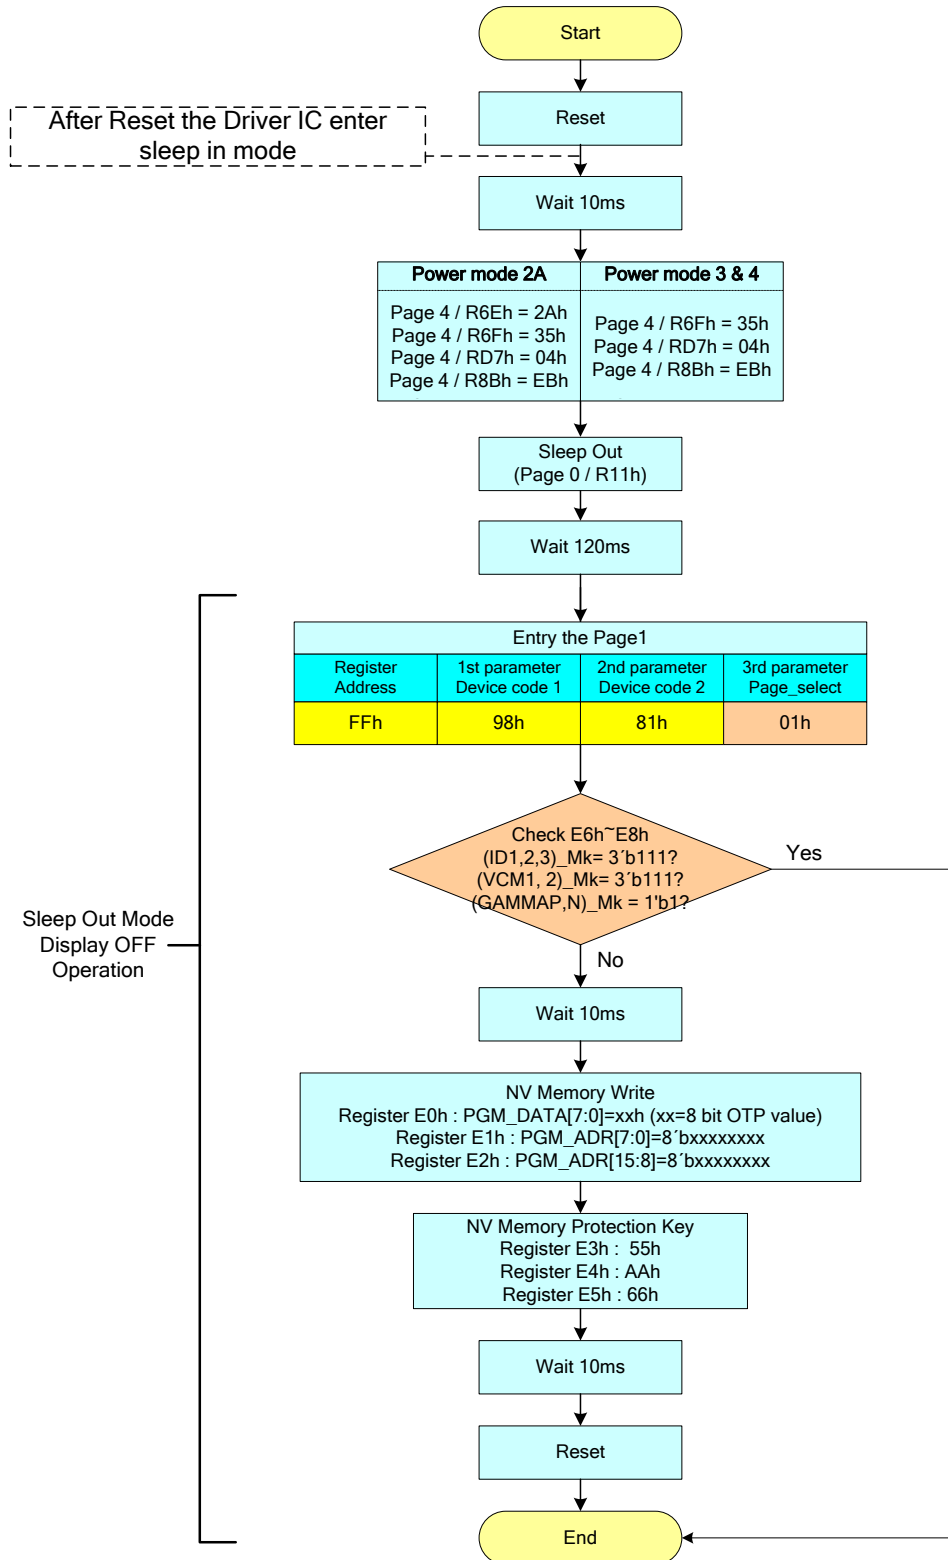 Start
Reset
After Reset the Driver IC enter
sleep in mode
Wait 10ms
Power mode 2A
Page 4 / R6Eh = 2Ah
Page 4 / R6Fh = 35h
Page 4 / RD7h = 04h
Page 4 / R8Bh = EBh
Power mode 3 & 4
Page 4 / R6Fh = 35h
Page 4 / RD7h = 04h
Page 4 / R8Bh = EBh
Sleep Out
(Page 0 / R11h)
Wait 120ms
Entry the Page1
Register
Address
1st parameter
Device code 1
2nd parameter
Device code 2
3rd parameter
Page_select
FFh
98h
81h
01h
Check E6h~E8h
(ID1,2,3)_Mk= 3´b111?
(VCM1, 2)_Mk= 3´b111?
(GAMMAP,N)_Mk = 1'b1?
Yes
No
Sleep Out Mode
Display OFF
Operation
Wait 10ms
NV Memory Write
Register E0h : PGM_DATA[7:0]=xxh (xx=8 bit OTP value)
Register E1h : PGM_ADR[7:0]=8´bxxxxxxxx
Register E2h : PGM_ADR[15:8]=8´bxxxxxxxx
NV Memory Protection Key
Register E3h :  55h
Register E4h : AAh
Register E5h : 66h
Wait 10ms
Reset
End